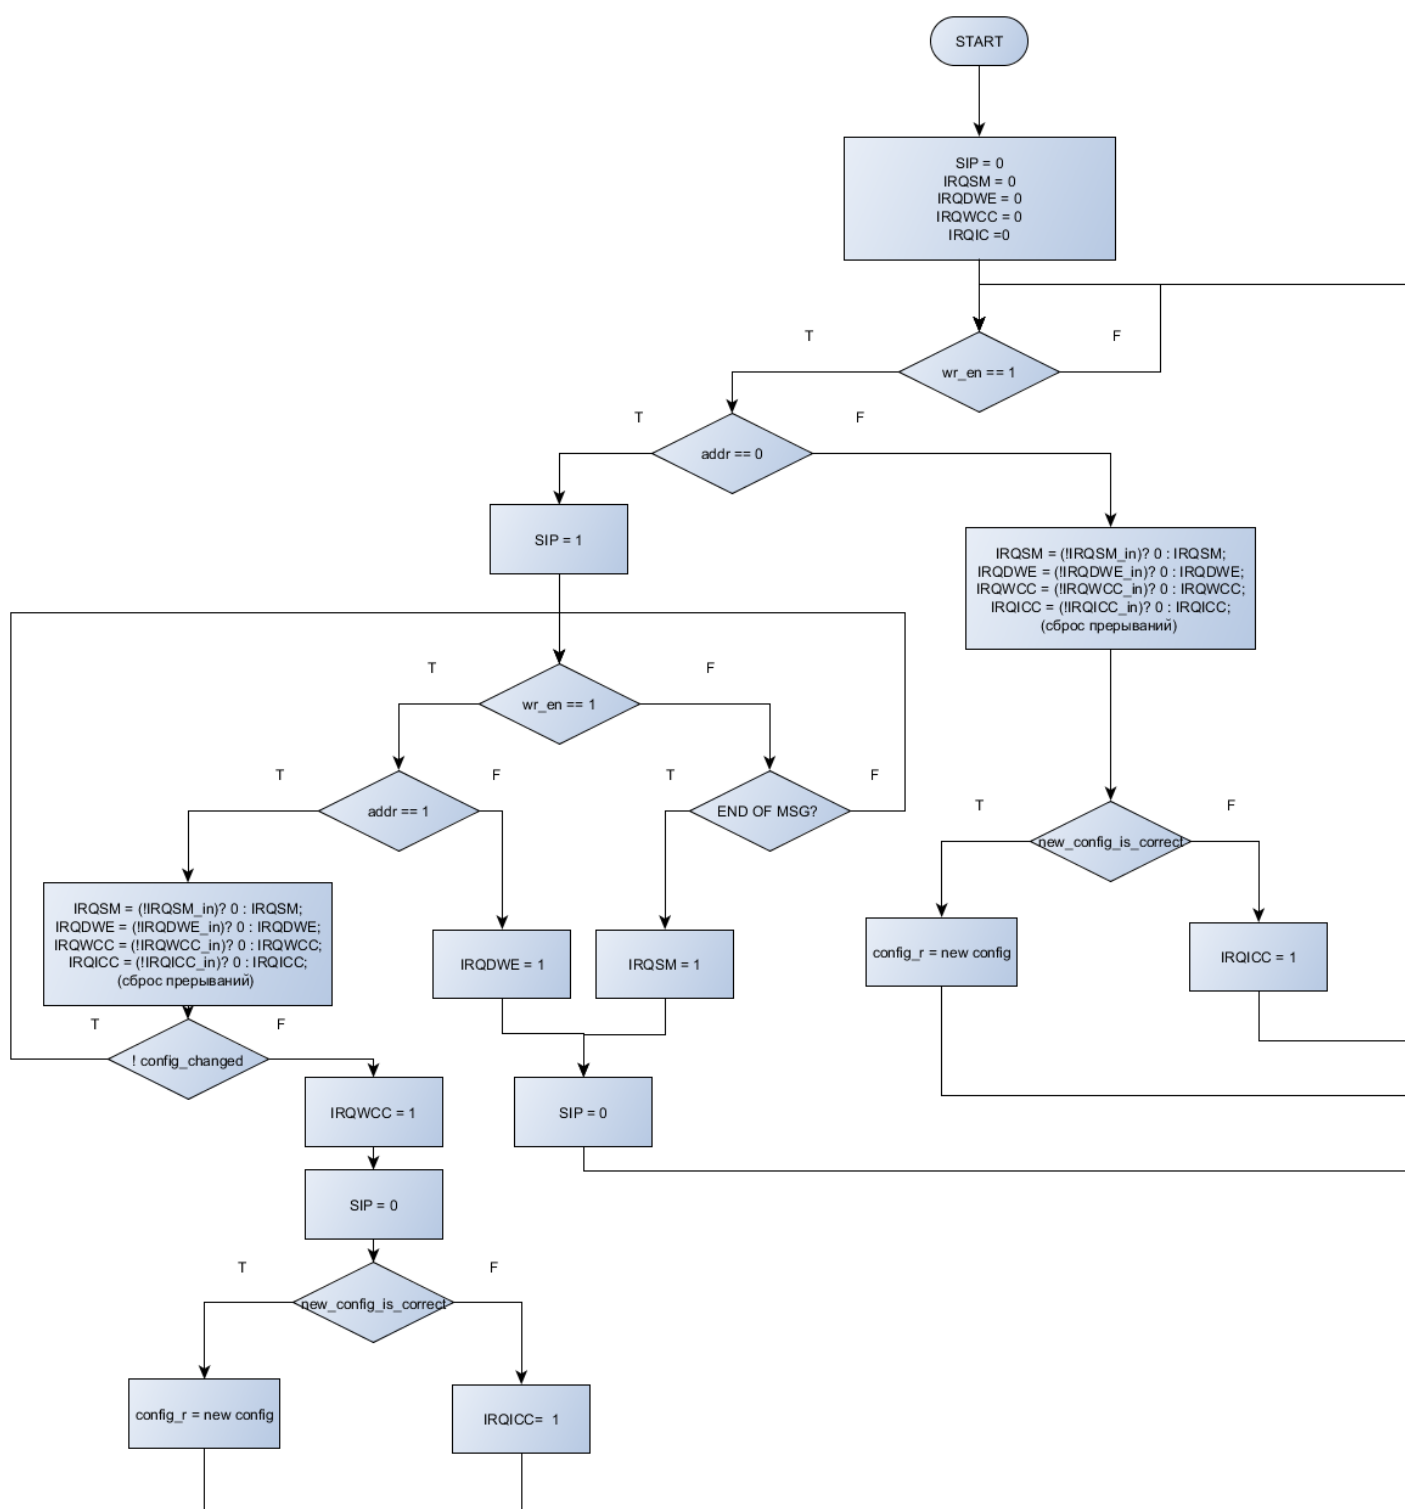 START
SIP = 0
IRQSM = 0
IRQDWE = 0
IRQWCC = 0
IRQIC =0
T
F
wr_en == 1
T
F
addr == 0
SIP = 1
IRQSM = (!IRQSM_in)? 0 : IRQSM;
IRQDWE = (!IRQDWE_in)? 0 : IRQDWE;
IRQWCC = (!IRQWCC_in)? 0 : IRQWCC;
IRQICC = (!IRQICC_in)? 0 : IRQICC;
(сброс прерываний)
T
F
wr_en == 1
T
F
T
F
addr == 1
END OF MSG?
T
F
new_config_is_correct
IRQSM = (!IRQSM_in)? 0 : IRQSM;
IRQDWE = (!IRQDWE_in)? 0 : IRQDWE;
IRQWCC = (!IRQWCC_in)? 0 : IRQWCC;
IRQICC = (!IRQICC_in)? 0 : IRQICC;
(сброс прерываний)
IRQDWE = 1
IRQSM = 1
config_r = new config
IRQICC = 1
T
F
! config_changed
IRQWCC = 1
SIP = 0
SIP = 0
T
F
new_config_is_correct
config_r = new config
IRQICC=  1